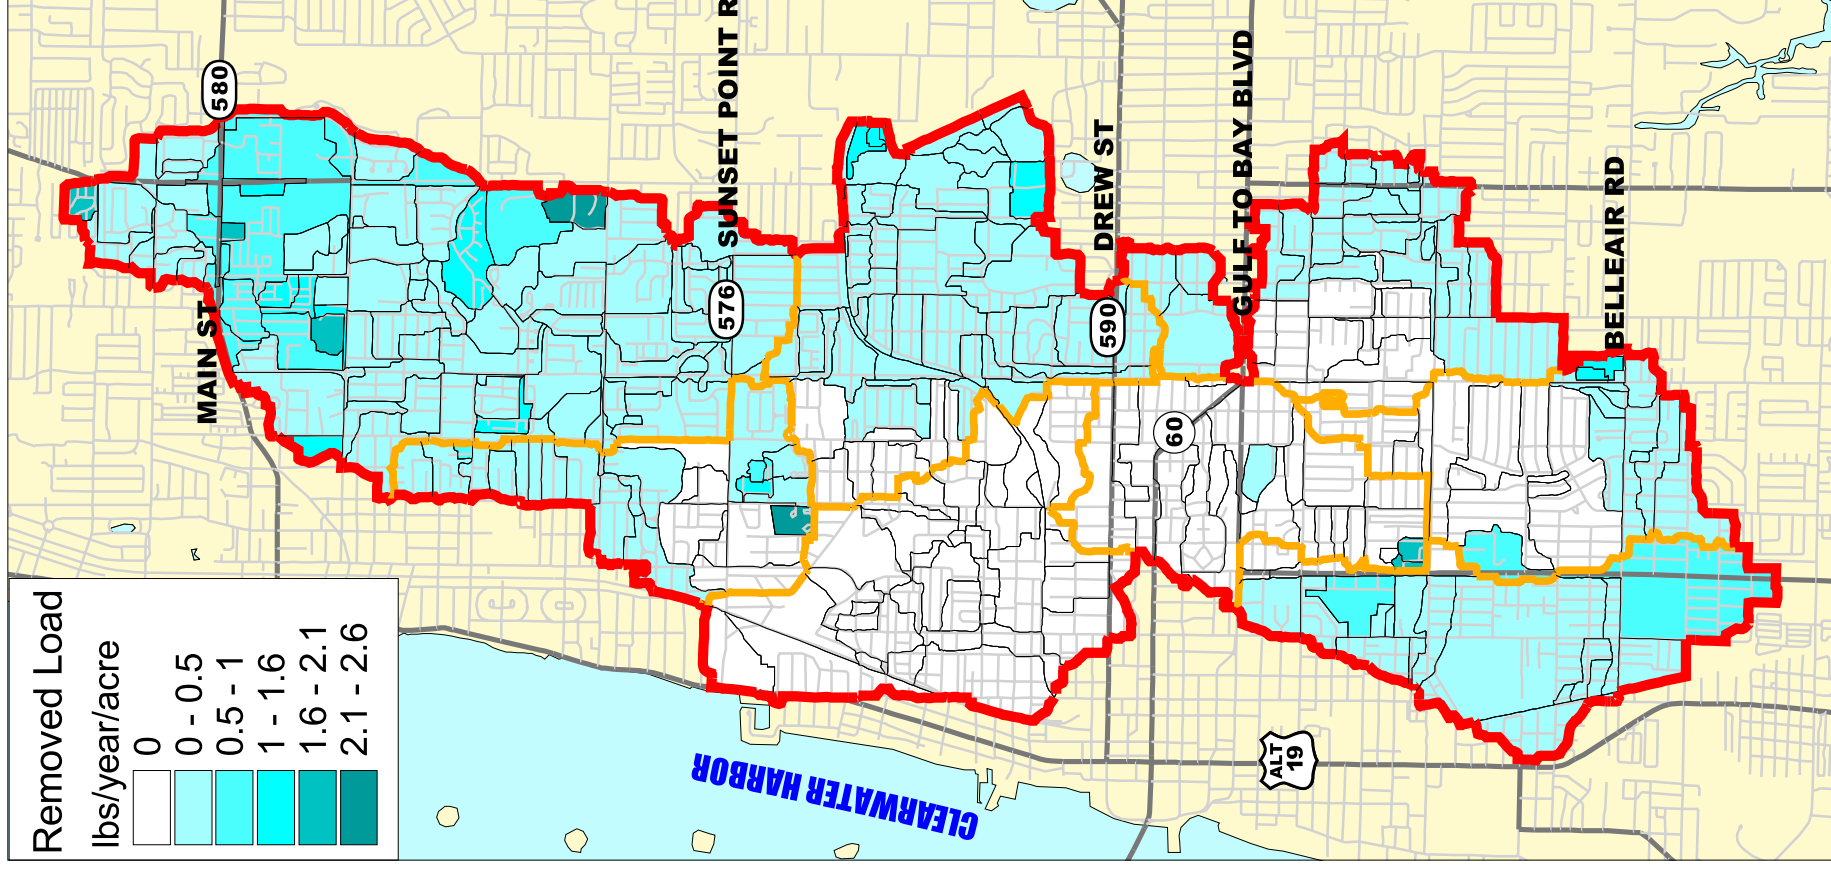 Removed Load
lbs/year/acre
0
0 - 0.5
0.5 - 1
1 - 1.6
1.6 - 2.1
2.1 - 2.6
580
MAIN ST
SUNSET POINT R
576
DREW ST
590
GULF TO BAY BLVD
60
BELLEAIR RD
ALT
19
CLEARWATER HARBOR